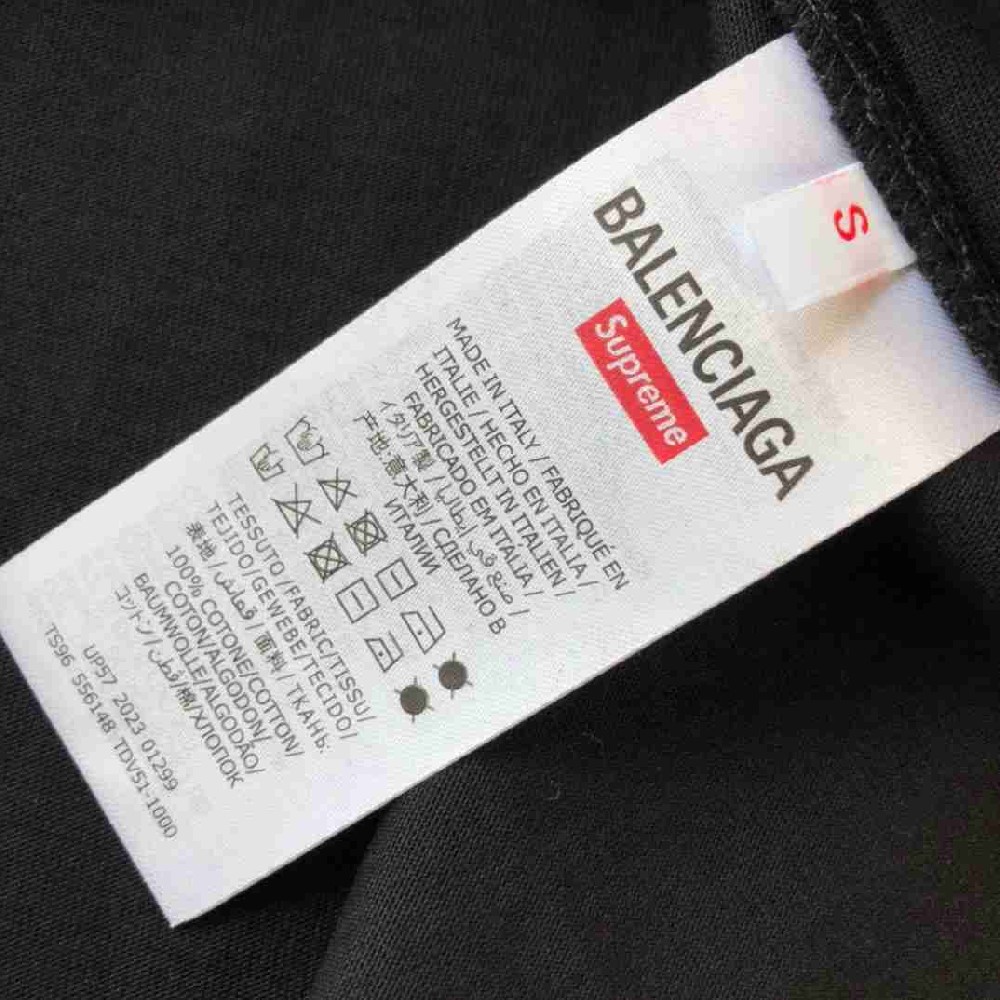 S
BALENCIAGA
Supreme
MADE IN ITALY / FABRIQUÉ EN
ITALIE / HECHO EN ITALIA /
HERGESTELLT IN ITALIEN /
FABRICADO EM ITALIA /
イタリア製 / صنع في إيطاليا /
产地:意大利 / СДЕЛАНО В
ИТАЛИИ
TESSUTO / FABRIC/TISSU/
TEJIDO/GEWEBE/TECIDO/
表地 / قماش / 面料 / ТКАНЬ:
100% COTONE/COTTON/
COTON/ALGODON/
BAUMWOLLE/ALGODÃO/
コットン/قطن/棉/ХЛОПОК
UP57 2023 01299
TS96 556148 TDV51-1000